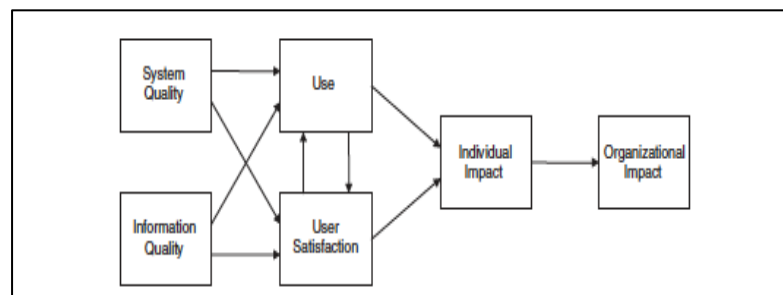 System
Quality
Use
Individual
Impact
Organizational
Impact
Information
Quality
User
Satisfaction